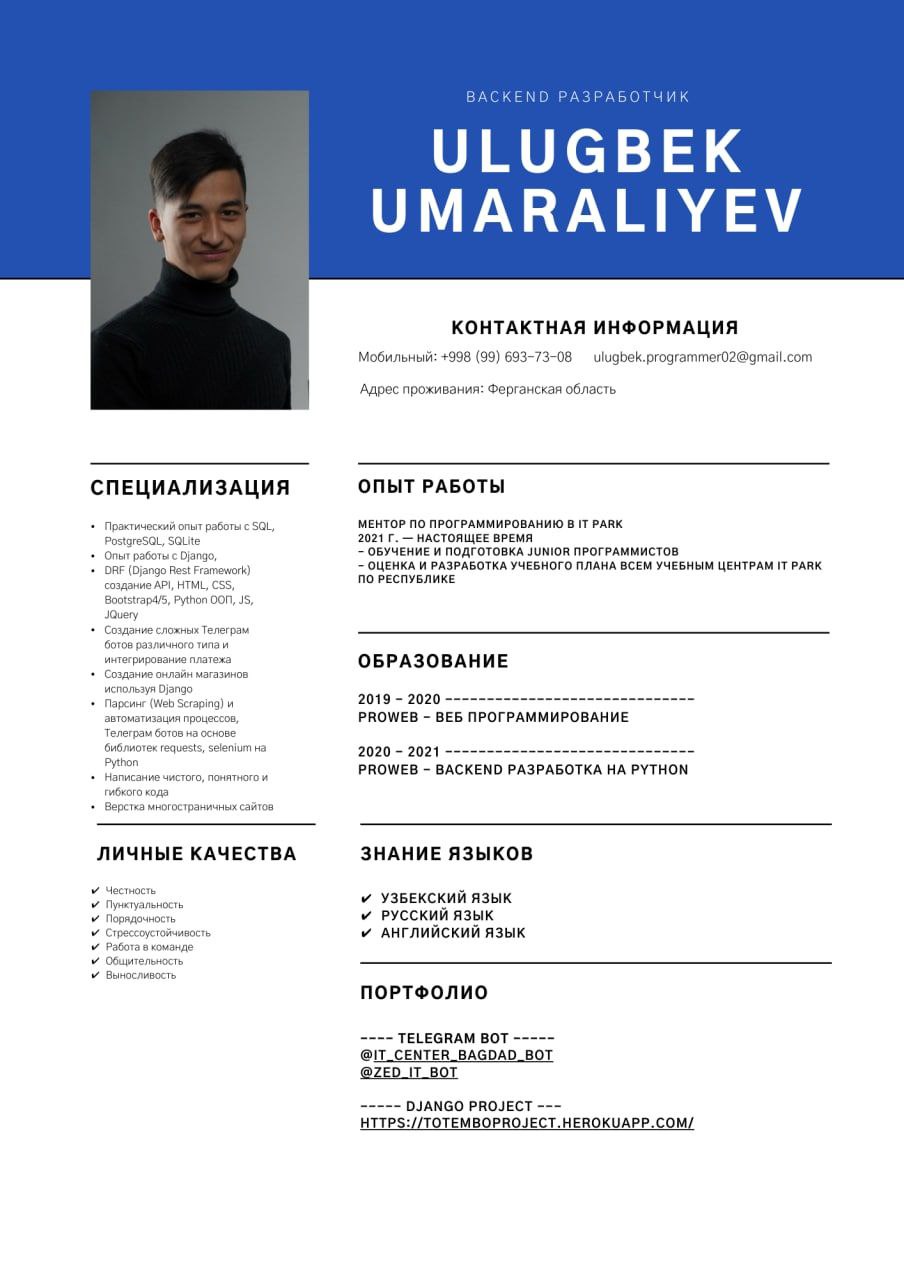 BACKEND РАЗРАБОТЧИК
ULUGBEK
UMARALIYEV
КОНТАКТНАЯ ИНФОРМАЦИЯ
Мобильный: +998 (99) 693-73-08 ulugbek.programmer02@gmail.com
Адрес проживания: Ферганская область
СПЕЦИАЛИЗАЦИЯ
• Практический опыт работы с SQL,
PostgreSQL, SQLite
• Опыт работы с Django,
• DRF (Django Rest Framework)
создание API, HTML, CSS,
Bootstrap4/5, Python ООП, JS,
JQuery
• Создание сложных Телеграм
ботов различного типа и
интегрирование платежа
• Создание онлайн магазинов
используя Django
• Парсинг (Web Scraping) и
автоматизация процессов,
Телеграм ботов на основе
библиотек requests, selenium на
Python
• Написание чистого, понятного и
гибкого кода
• Верстка многостраничных сайтов
ЛИЧНЫЕ КАЧЕСТВА
✔ Честность
✔ Пунктуальность
✔ Порядочность
✔ Стрессоустойчивость
✔ Работа в команде
✔ Общительность
✔ Выносливость
ОПЫТ РАБОТЫ
МЕНТОР ПО ПРОГРАММИРОВАНИЮ В IT PARK
2021 Г. — НАСТОЯЩЕЕ ВРЕМЯ
- ОБУЧЕНИЕ И ПОДГОТОВКА JUNIOR ПРОГРАММИСТОВ
- ОЦЕНКА И РАЗРАБОТКА УЧЕБНОГО ПЛАНА ВСЕМ УЧЕБНЫМ ЦЕНТРАМ IT PARK
ПО РЕСПУБЛИКЕ
ОБРАЗОВАНИЕ
2019 - 2020 ------------------------------
PROWEB - ВЕБ ПРОГРАММИРОВАНИЕ
2020 - 2021 ------------------------------
PROWEB - BACKEND РАЗРАБОТКА НА PYTHON
ЗНАНИЕ ЯЗЫКОВ
✔ УЗБЕКСКИЙ ЯЗЫК
✔ РУССКИЙ ЯЗЫК
✔ АНГЛИЙСКИЙ ЯЗЫК
ПОРТФОЛИО
---- TELEGRAM BOT -----
@IT_CENTER_BAGDAD_BOT
@ZED_IT_BOT
----- DJANGO PROJECT ---
HTTPS://TOTEMBOPROJECT.HEROKUAPP.COM/